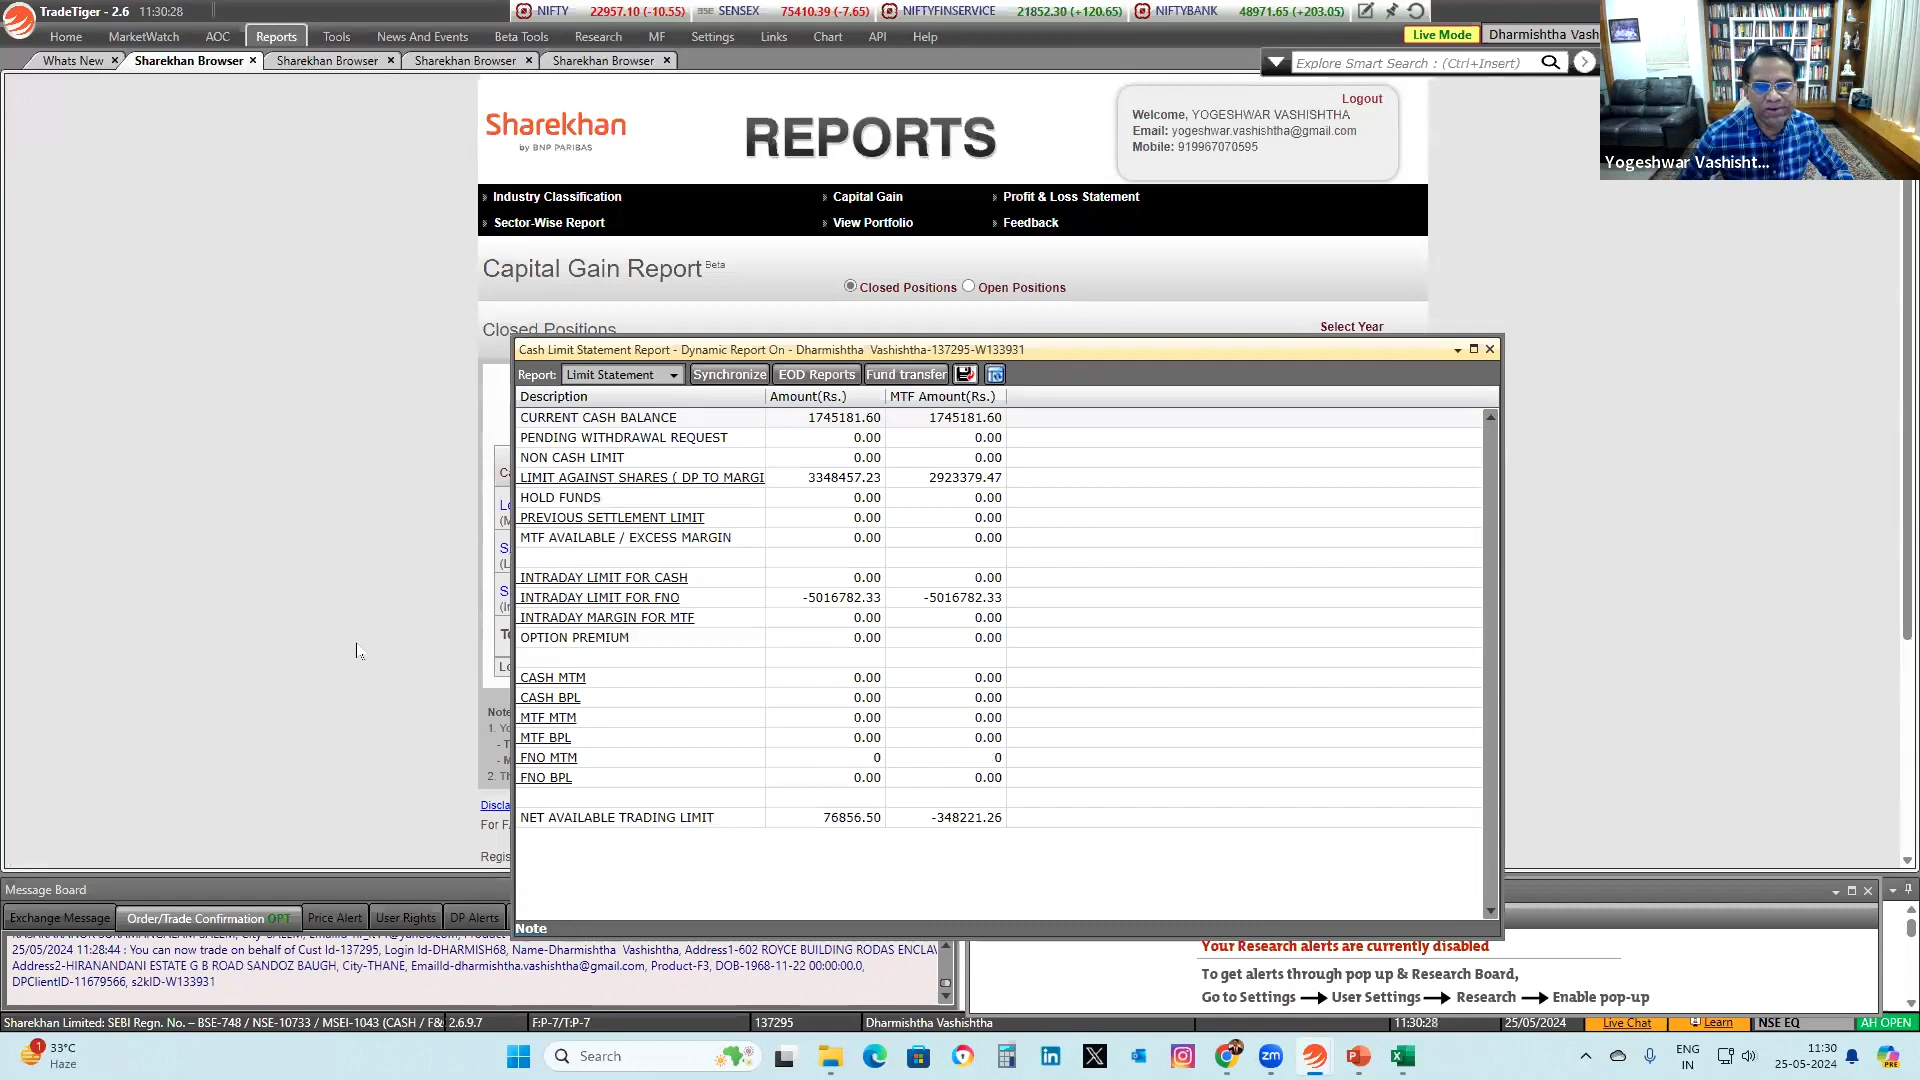 TradeTiger - 2.6 11:30:28
NIFTY 22957.10 (-10.55) SENSEX 75410.39 (-7.65) NIFTYFINSERVICE 21852.30 (+120.65) NIFTYBANK 48971.65 (+203.05)
Home MarketWatch AOC Reports Tools News And Events Beta Tools Research MF Settings Links Chart API Help
Live Mode Dharmishtha Vash
Whats New Sharekhan Browser Sharekhan Browser Sharekhan Browser Sharekhan Browser
Explore Smart Search : (Ctrl+Insert)
Sharekhan
by BNP PARIBAS
REPORTS
Logout
Welcome, YOGESHWAR VASHISHTHA
Email: yogeshwar.vashishtha@gmail.com
Mobile: 919967070595
Yogeshwar Vashisht...
Industry Classification Capital Gain Profit & Loss Statement
Sector-Wise Report View Portfolio Feedback
Capital Gain Report Beta
Closed Positions Open Positions
Closed Positions Select Year
Cash Limit Statement Report - Dynamic Report On - Dharmishtha Vashishtha-137295-W133931
Report: Limit Statement Synchronize EOD Reports Fund transfer
Description Amount(Rs.) MTF Amount(Rs.)
CURRENT CASH BALANCE 1745181.60 1745181.60
PENDING WITHDRAWAL REQUEST 0.00 0.00
NON CASH LIMIT 0.00 0.00
LIMIT AGAINST SHARES ( DP TO MARGI 3348457.23 2923379.47
HOLD FUNDS 0.00 0.00
PREVIOUS SETTLEMENT LIMIT 0.00 0.00
MTF AVAILABLE / EXCESS MARGIN 0.00 0.00
INTRADAY LIMIT FOR CASH 0.00 0.00
INTRADAY LIMIT FOR FNO -5016782.33 -5016782.33
INTRADAY MARGIN FOR MTF 0.00 0.00
OPTION PREMIUM 0.00 0.00
CASH MTM 0.00 0.00
CASH BPL 0.00 0.00
MTF MTM 0.00 0.00
MTF BPL 0.00 0.00
FNO MTM 0 0
FNO BPL 0.00 0.00
NET AVAILABLE TRADING LIMIT 76856.50 -348221.26
Note
Note
1. Yo
- T
- M
2. Th
Discla
For F
Regis
Message Board
Exchange Message Order/Trade Confirmation OPT Price Alert User Rights DP Alerts
25/05/2024 11:28:44 : You can now trade on behalf of Cust Id-137295, Login Id-DHARMISH68, Name-Dharmishtha Vashishtha, Address1-602 ROYCE BUILDING RODAS ENCLAV
Address2-HIRANANDANI ESTATE G B ROAD SANDOZ BAUGH, City-THANE, EmailId-dharmishtha.vashishtha@gmail.com, Product-F3, DOB-1968-11-22 00:00:00.0,
DPClientID-11679566, s2kID-W133931
Your Research alerts are currently disabled
To get alerts through pop up & Research Board,
Go to Settings → User Settings → Research → Enable pop-up
Sharekhan Limited: SEBI Regn. No. – BSE-748 / NSE-10733 / MSEI-1043 (CASH / F& 2.6.9.7 F:P-7/T:P-7 137295 Dharmishtha Vashishtha 11:30:28 25/05/2024 Live Chat Learn NSE EQ AH OPEN
33°C
Haze
Search
ENG
IN
11:30
25-05-2024